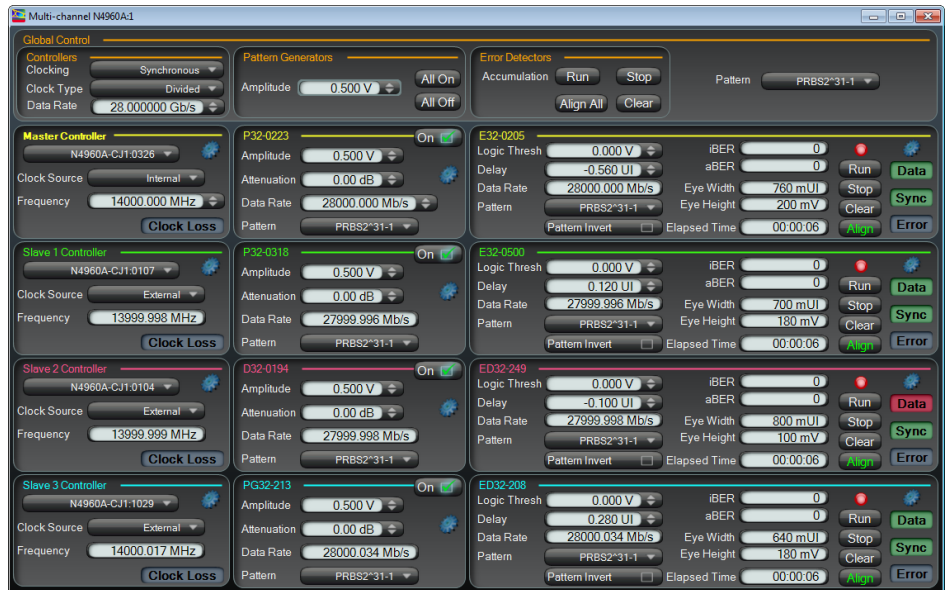 Multi-channel N4960A:1
Global Control
Controllers
Clocking Synchronous
Clock Type Divided
Data Rate 28.000000 Gb/s
Pattern Generators
Amplitude 0.500 V
All On
All Off
Error Detectors
Accumulation Run Stop
Align All Clear
Pattern PRBS2^31-1
Master Controller
N4960A-CJ1:0326
Clock Source Internal
Frequency 14000.000 MHz
Clock Loss
P32-0223 On
Amplitude 0.500 V
Attenuation 0.00 dB
Data Rate 28000.000 Mb/s
Pattern PRBS2^31-1
E32-0205
Logic Thresh 0.000 V
Delay -0.560 UI
Data Rate 28000.000 Mb/s
Pattern PRBS2^31-1
Pattern Invert
iBER 0
aBER 0
Eye Width 760 mUI
Eye Height 200 mV
Elapsed Time 00:00:06
Run
Stop
Clear
Align
Data
Sync
Error
Slave 1 Controller
N4960A-CJ1:0107
Clock Source External
Frequency 13999.998 MHz
Clock Loss
P32-0318 On
Amplitude 0.500 V
Attenuation 0.00 dB
Data Rate 27999.996 Mb/s
Pattern PRBS2^31-1
E32-0500
Logic Thresh 0.000 V
Delay 0.120 UI
Data Rate 27999.996 Mb/s
Pattern PRBS2^31-1
Pattern Invert
iBER 0
aBER 0
Eye Width 700 mUI
Eye Height 180 mV
Elapsed Time 00:00:06
Run
Stop
Clear
Align
Data
Sync
Error
Slave 2 Controller
N4960A-CJ1:0104
Clock Source External
Frequency 13999.999 MHz
Clock Loss
D32-0194 On
Amplitude 0.500 V
Attenuation 0.00 dB
Data Rate 27999.998 Mb/s
Pattern PRBS2^31-1
ED32-249
Logic Thresh 0.000 V
Delay -0.100 UI
Data Rate 27999.998 Mb/s
Pattern PRBS2^31-1
Pattern Invert
iBER 0
aBER 0
Eye Width 800 mUI
Eye Height 100 mV
Elapsed Time 00:00:06
Run
Stop
Clear
Align
Data
Sync
Error
Slave 3 Controller
N4960A-CJ1:1029
Clock Source External
Frequency 14000.017 MHz
Clock Loss
PG32-213 On
Amplitude 0.500 V
Attenuation 0.00 dB
Data Rate 28000.034 Mb/s
Pattern PRBS2^31-1
ED32-208
Logic Thresh 0.000 V
Delay 0.280 UI
Data Rate 28000.034 Mb/s
Pattern PRBS2^31-1
Pattern Invert
iBER 0
aBER 0
Eye Width 640 mUI
Eye Height 180 mV
Elapsed Time 00:00:06
Run
Stop
Clear
Align
Data
Sync
Error